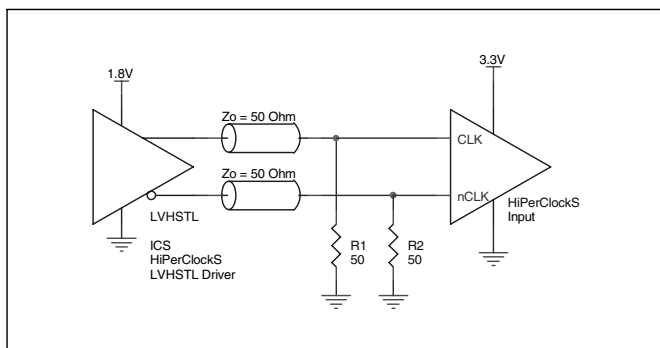 1.8V
3.3V
Zo = 50 Ohm
CLK
Zo = 50 Ohm
nCLK
LVHSTL
HiPerClockS
Input
ICS
HiPerClockS
LVHSTL Driver
R1
50
R2
50